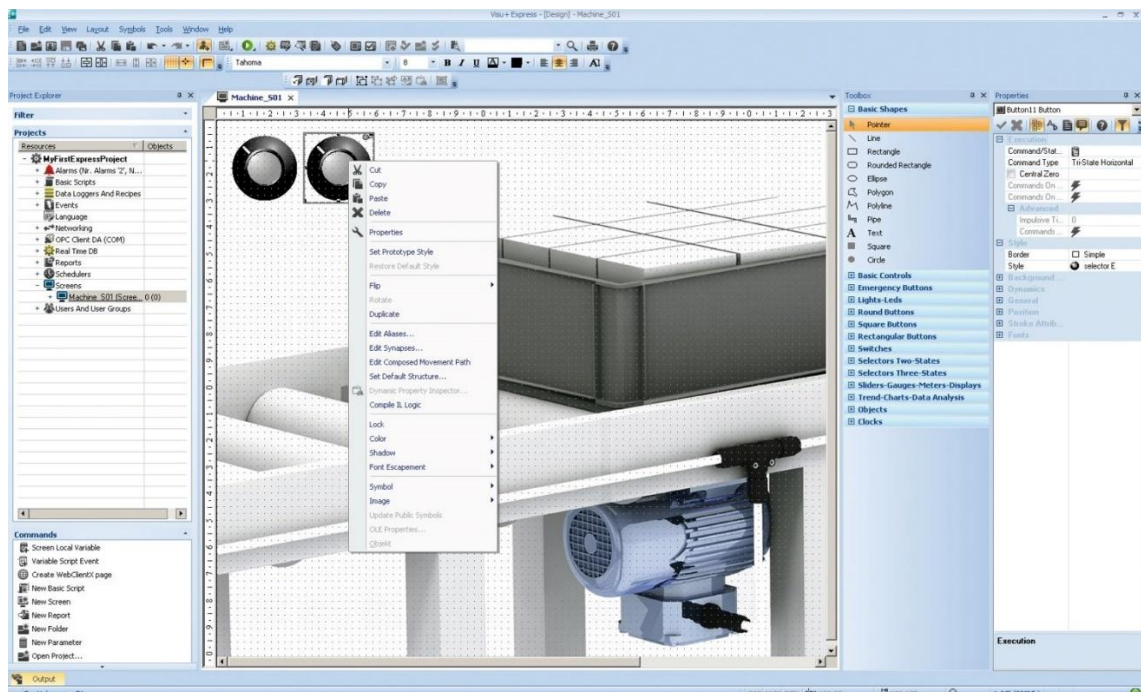 Visu+ Express - [Design] - Machine_S01
File Edit View Layout Symbols Tools Window Help
Tahoma 8 B I U
Project Explorer
Filter
Projects
Resources Objects
MyFirstExpressProject
Alarms (Nr. Alarms '2', N...
Basic Scripts
Data Loggers And Recipes
Events
Language
Networking
OPC Client DA (COM)
Real Time DB
Reports
Schedulers
Screens
Machine_S01 (Scree... 0 (0)
Users And User Groups
Commands
Screen Local Variable
Variable Script Event
Create WebClientX page
New Basic Script
New Screen
New Report
New Folder
New Parameter
Open Project...
Output
Machine_S01
Cut
Copy
Paste
Delete
Properties
Set Prototype Style
Restore Default Style
Flip
Rotate
Duplicate
Edit Aliases...
Edit Synapses...
Edit Composed Movement Path
Set Default Structure...
Dynamic Property Inspector...
Compile IL Logic
Lock
Color
Shadow
Font Escapement
Symbol
Image
Update Public Symbols
OLE Properties...
Objekt
Toolbox
Basic Shapes
Pointer
Line
Rectangle
Rounded Rectangle
Elipse
Polygon
Polyline
Pipe
Text
Square
Circle
Basic Controls
Emergency Buttons
Lights-Leds
Round Buttons
Square Buttons
Rectangular Buttons
Switches
Selectors Two-States
Selectors Three-States
Sliders-Gauges-Meters-Displays
Trend-Charts-Data Analysis
Objects
Clocks
Properties
Button11 Button
Execution
Command/Stat...
Command Type Tri-State Horizontal
Central Zero
Commands On ...
Commands On ...
Advanced
Impulsive Ti... 0
Commands ...
Style
Border Simple
Style selector E
Background ...
Dynamics
General
Position
Stroke Attrib...
Fonts
Execution